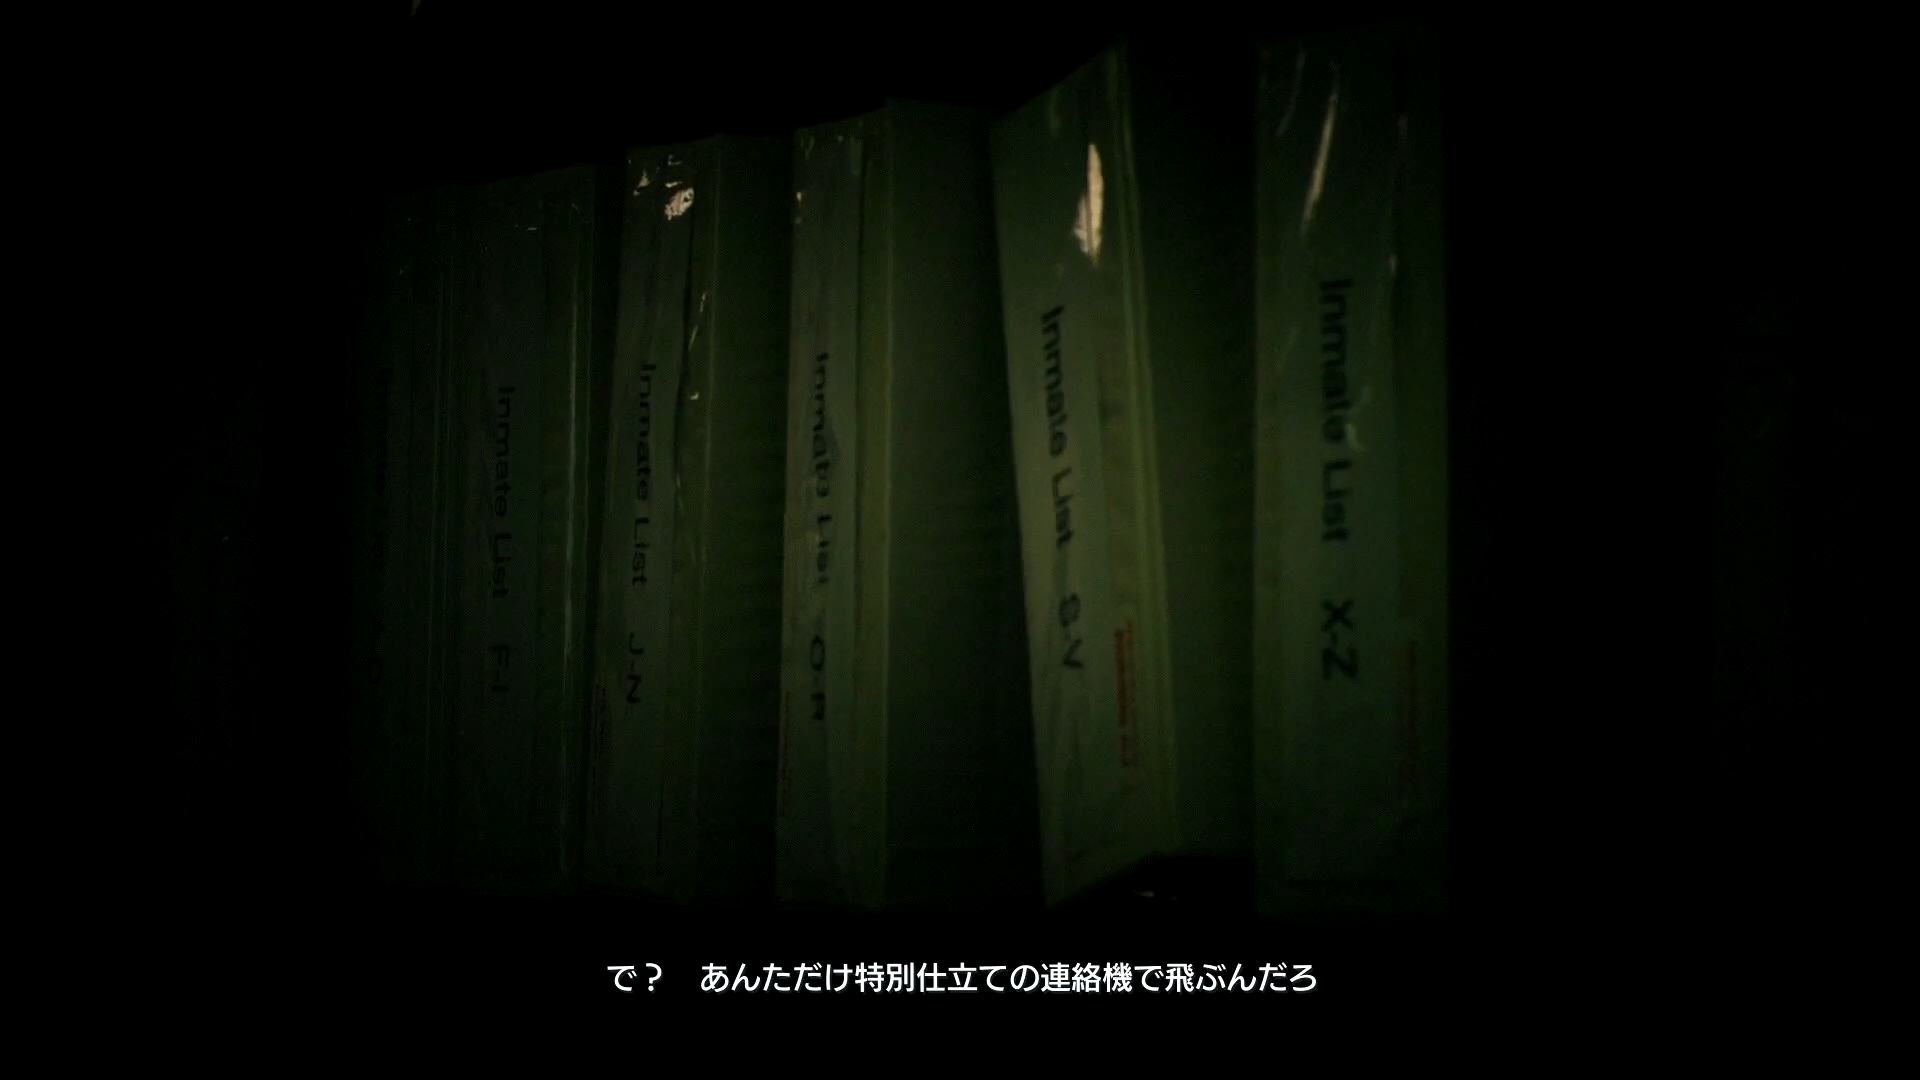 Inmate List F-I
Inmate List J-N
Inmate List O-R
Inmate List S-V
Inmate List X-Z
で？　あんただけ特別仕立ての連絡機で飛ぶんだろ